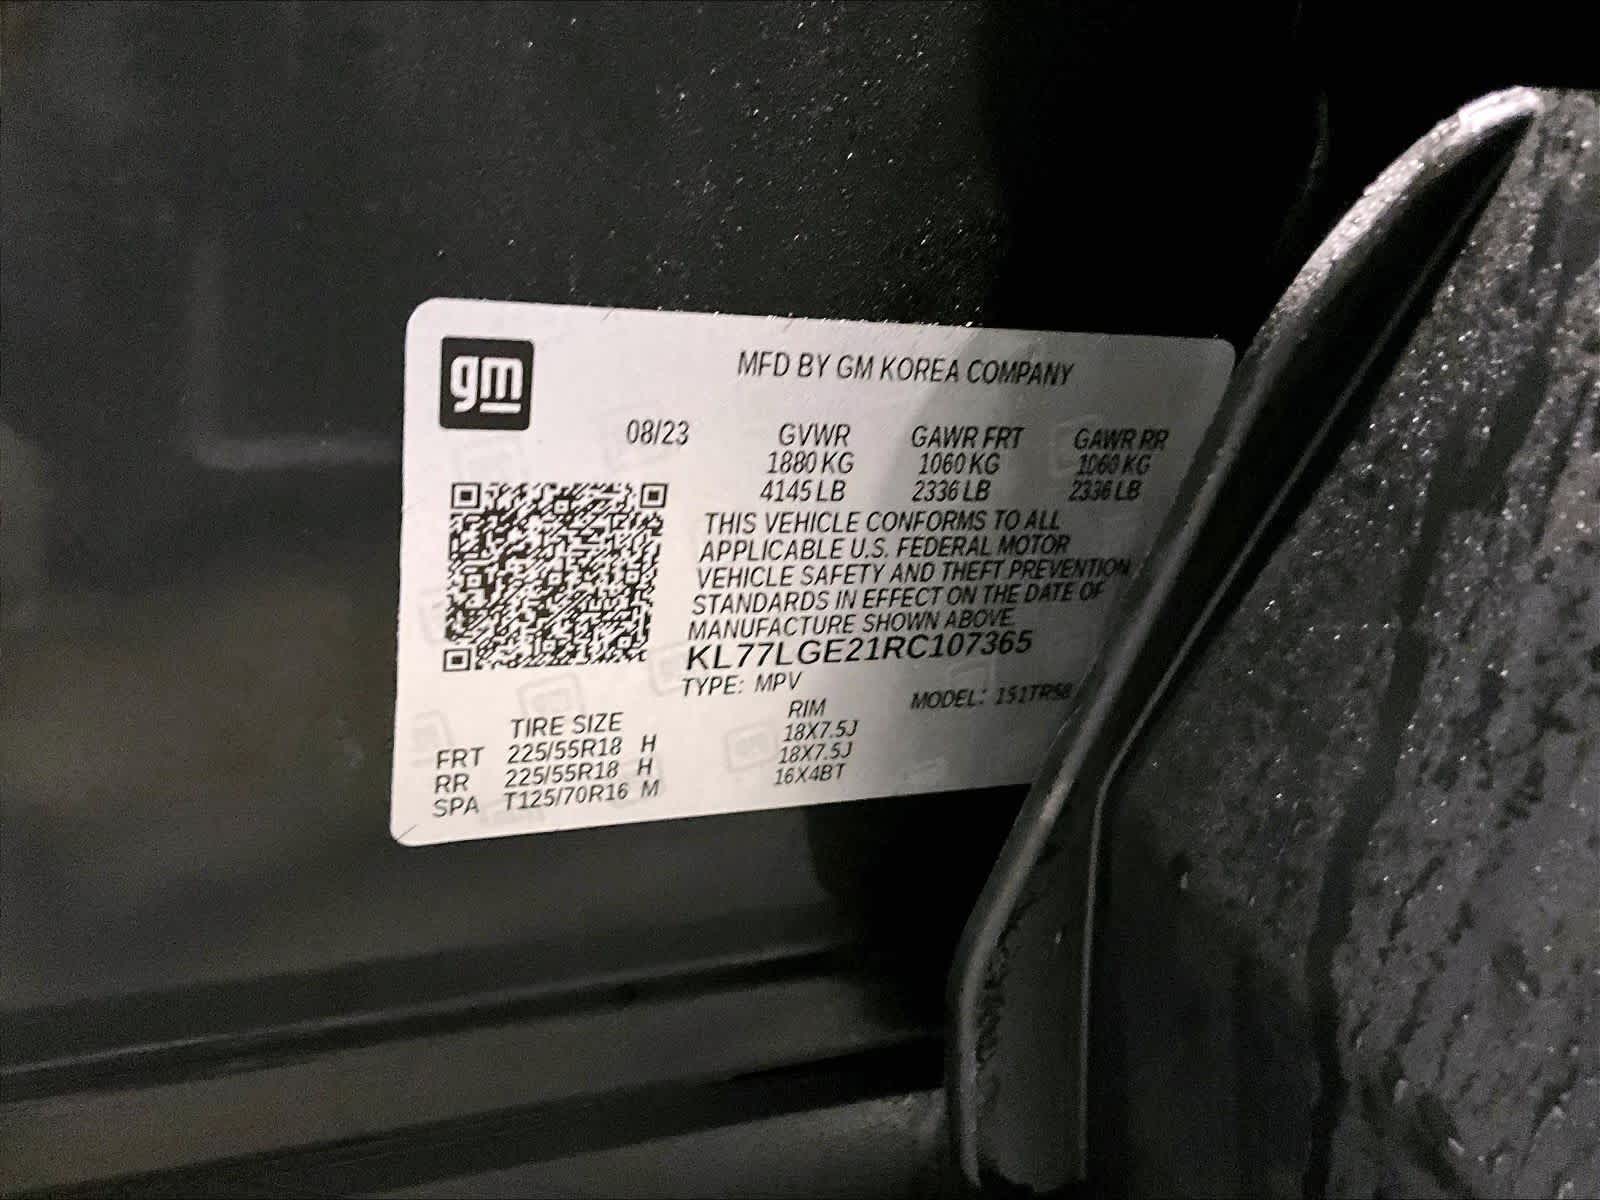 gm
MFD BY GM KOREA COMPANY
08/23 GVWR GAWR FRT GAWR RR
1880 KG 1060 KG 1060 KG
4145 LB 2336 LB 2336 LB
THIS VEHICLE CONFORMS TO ALL
APPLICABLE U.S. FEDERAL MOTOR
VEHICLE SAFETY AND THEFT PREVENTION
STANDARDS IN EFFECT ON THE DATE OF
MANUFACTURE SHOWN ABOVE.
KL77LGE21RC107365
TYPE: MPV MODEL: 1S1TR58
TIRE SIZE RIM
FRT 225/55R18 H 18X7.5J
RR 225/55R18 H 18X7.5J
SPA T125/70R16 M 16X4BT